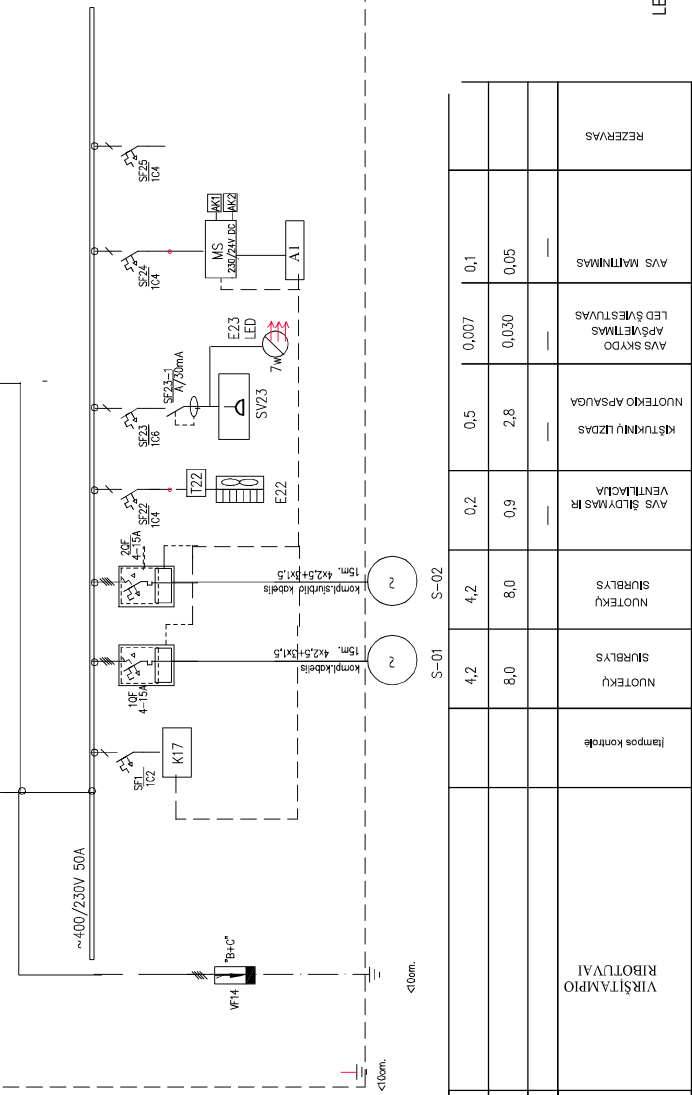 LE
~400/230V 50A
SF1
1C2
K17
1QF
4-15A
2QF
4-15A
SF22
1C4
T22
E22
SF23
1C6
SF23-1
A/30mA
SV23
E23
LED
7W
SF24
1C4
MS
230/24V DC
AK1
AK2
A1
SF25
1C4
VF14
"B+C"
<10om.
<10om.
kompl.kabelis
15m. 4x2,5+3x1,5
kompl.siurblio kabelis
15m. 4x2,5+3x1,5
~
~
S-01
S-02
4,2
4,2
0,2
0,5
0,007
0,1
8,0
8,0
0,9
2,8
0,030
0,05
VIRŠĮTAMPIO
RIBOTUVAI
Įtampos kontrolė
NUOTEKŲ
SIURBLYS
NUOTEKŲ
SIURBLYS
AVS ŠILDYMAS IR
VENTILIACIJA
KIŠTUKINIŲ LIZDAS
NUOTEKIO APSAUGA
AVS SKYDO
APŠVIETIMAS
LED ŠVIESTUVAS
AVS MAITINIMAS
REZERVAS